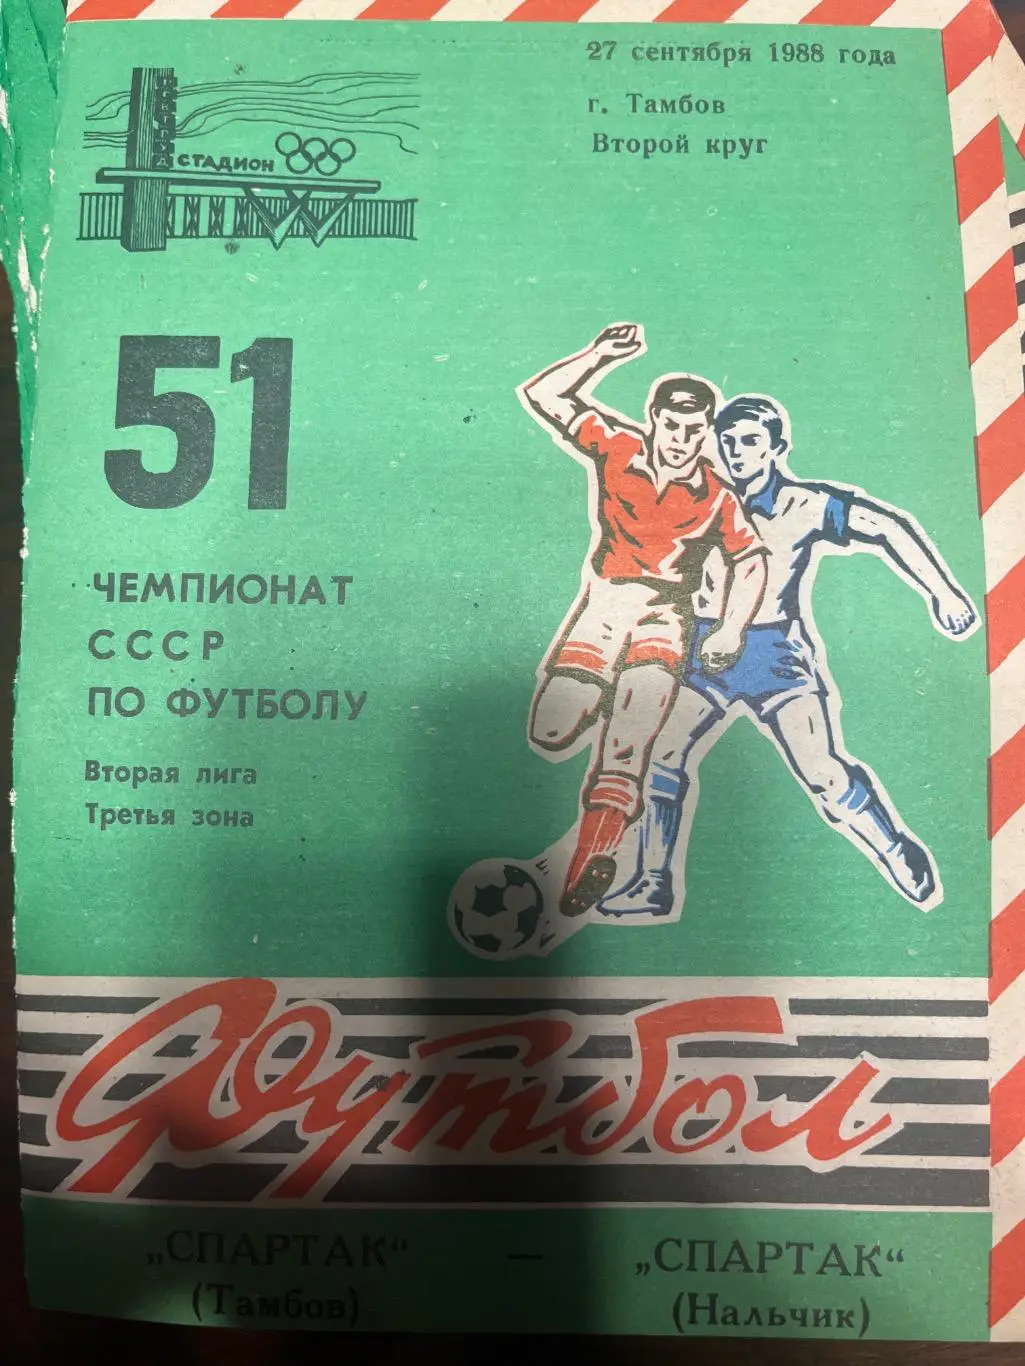 27 сентября 1988 года
г. Тамбов
Второй круг
СТАДИОН
51
ЧЕМПИОНАТ
СССР
ПО ФУТБОЛУ
Вторая лига
Третья зона
Футбол
„СПАРТАК“ — „СПАРТАК“
(Тамбов) (Нальчик)